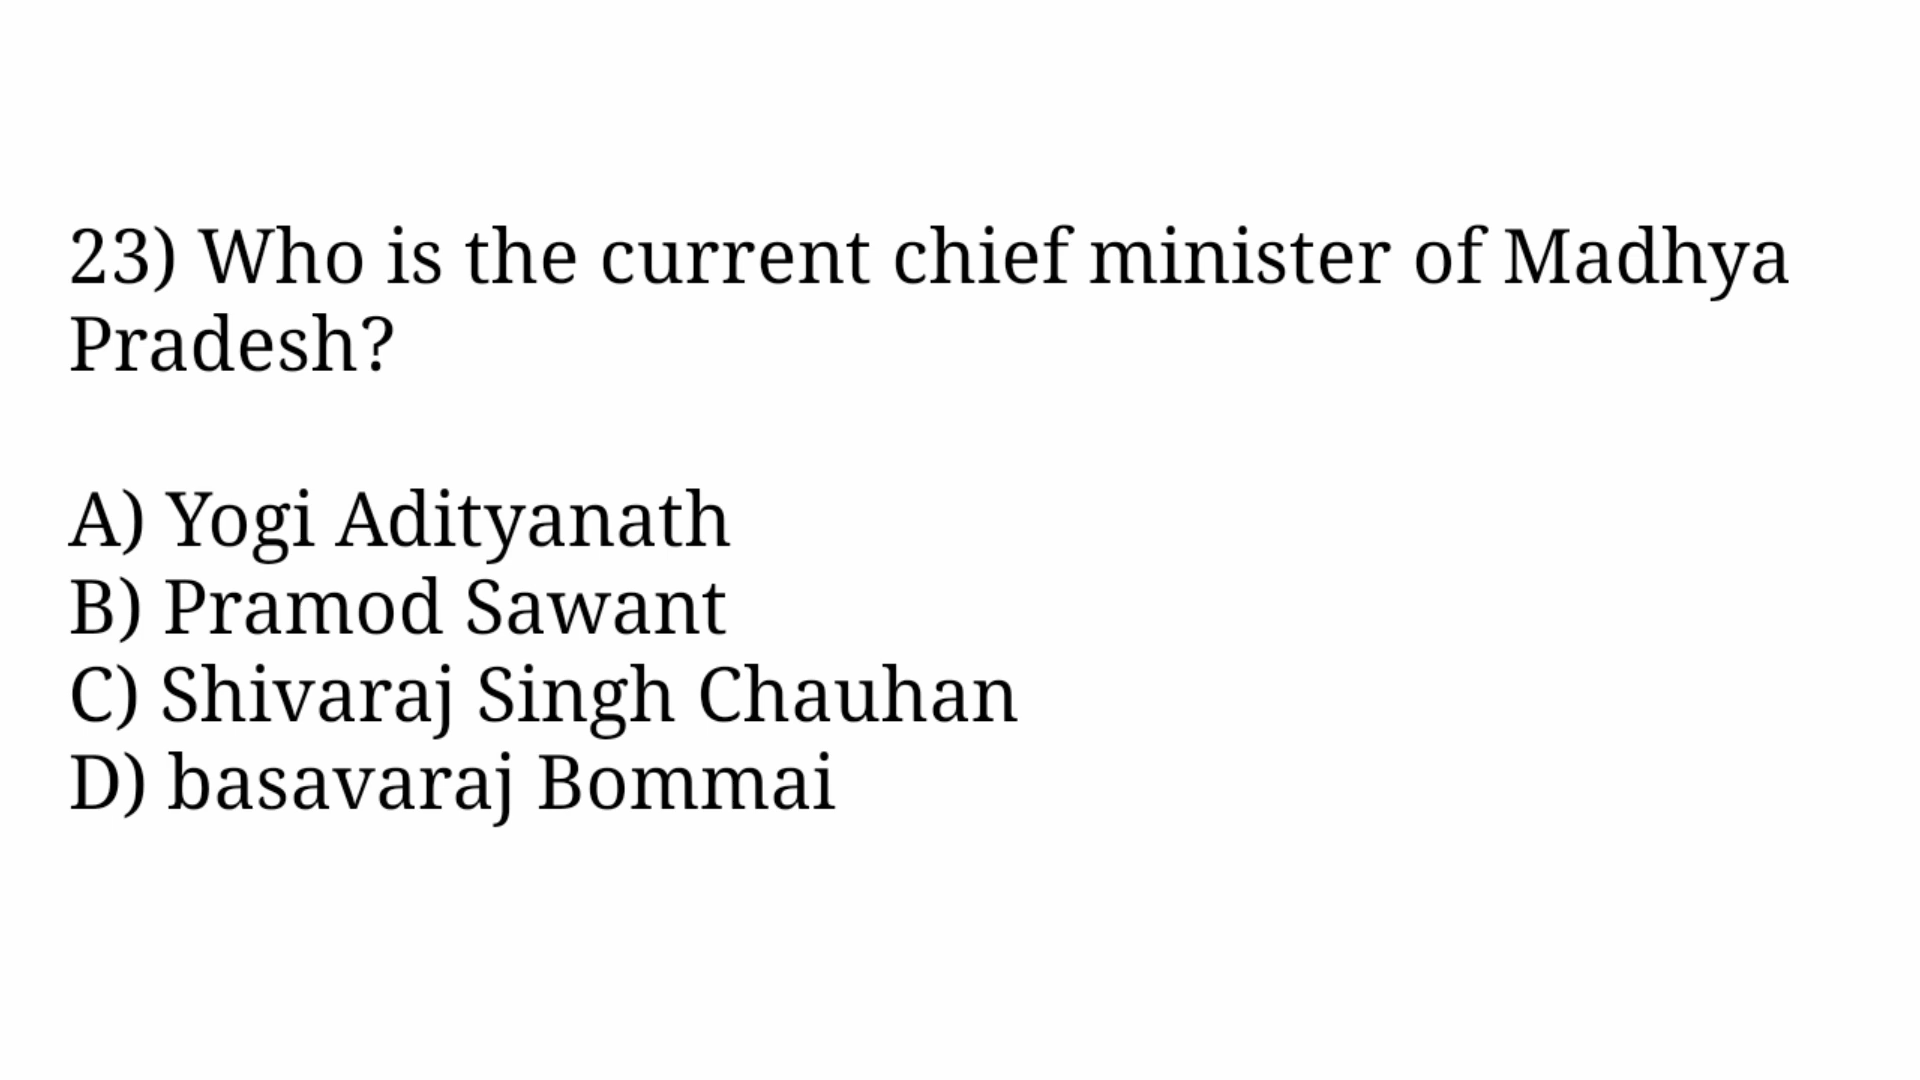 23) Who is the current chief minister of Madhya
Pradesh?
A) Yogi Adityanath
B) Pramod Sawant
C) Shivaraj Singh Chauhan
D) basavaraj Bommai